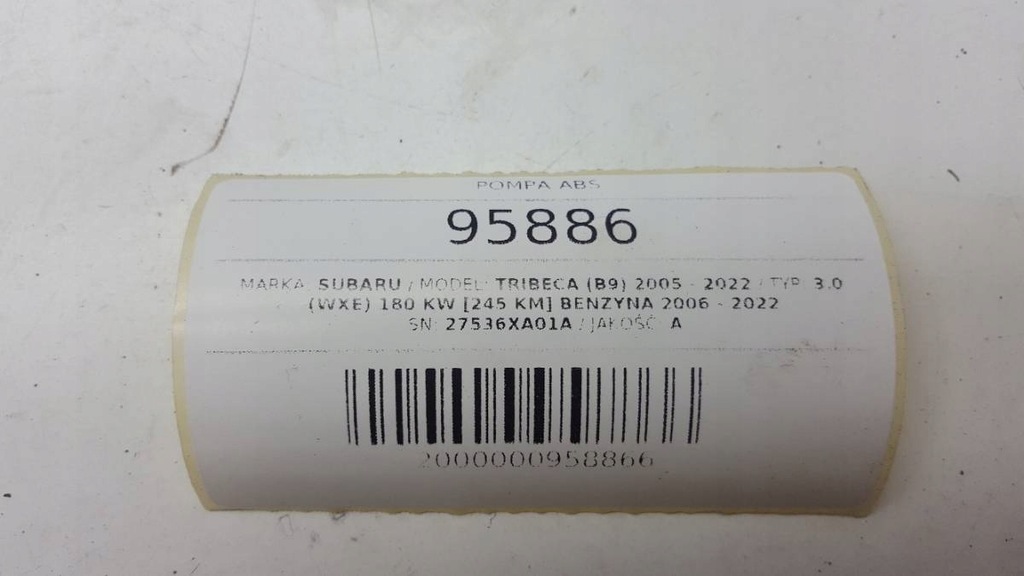 POMPA ABS
95886
MARKA: SUBARU / MODEL: TRIBECA (B9) 2005 - 2022 / TYP: 3.0
(WXE) 180 KW [245 KM] BENZYNA 2006 - 2022
SN: 27536XA01A / JAKOŚĆ: A
2000000958866